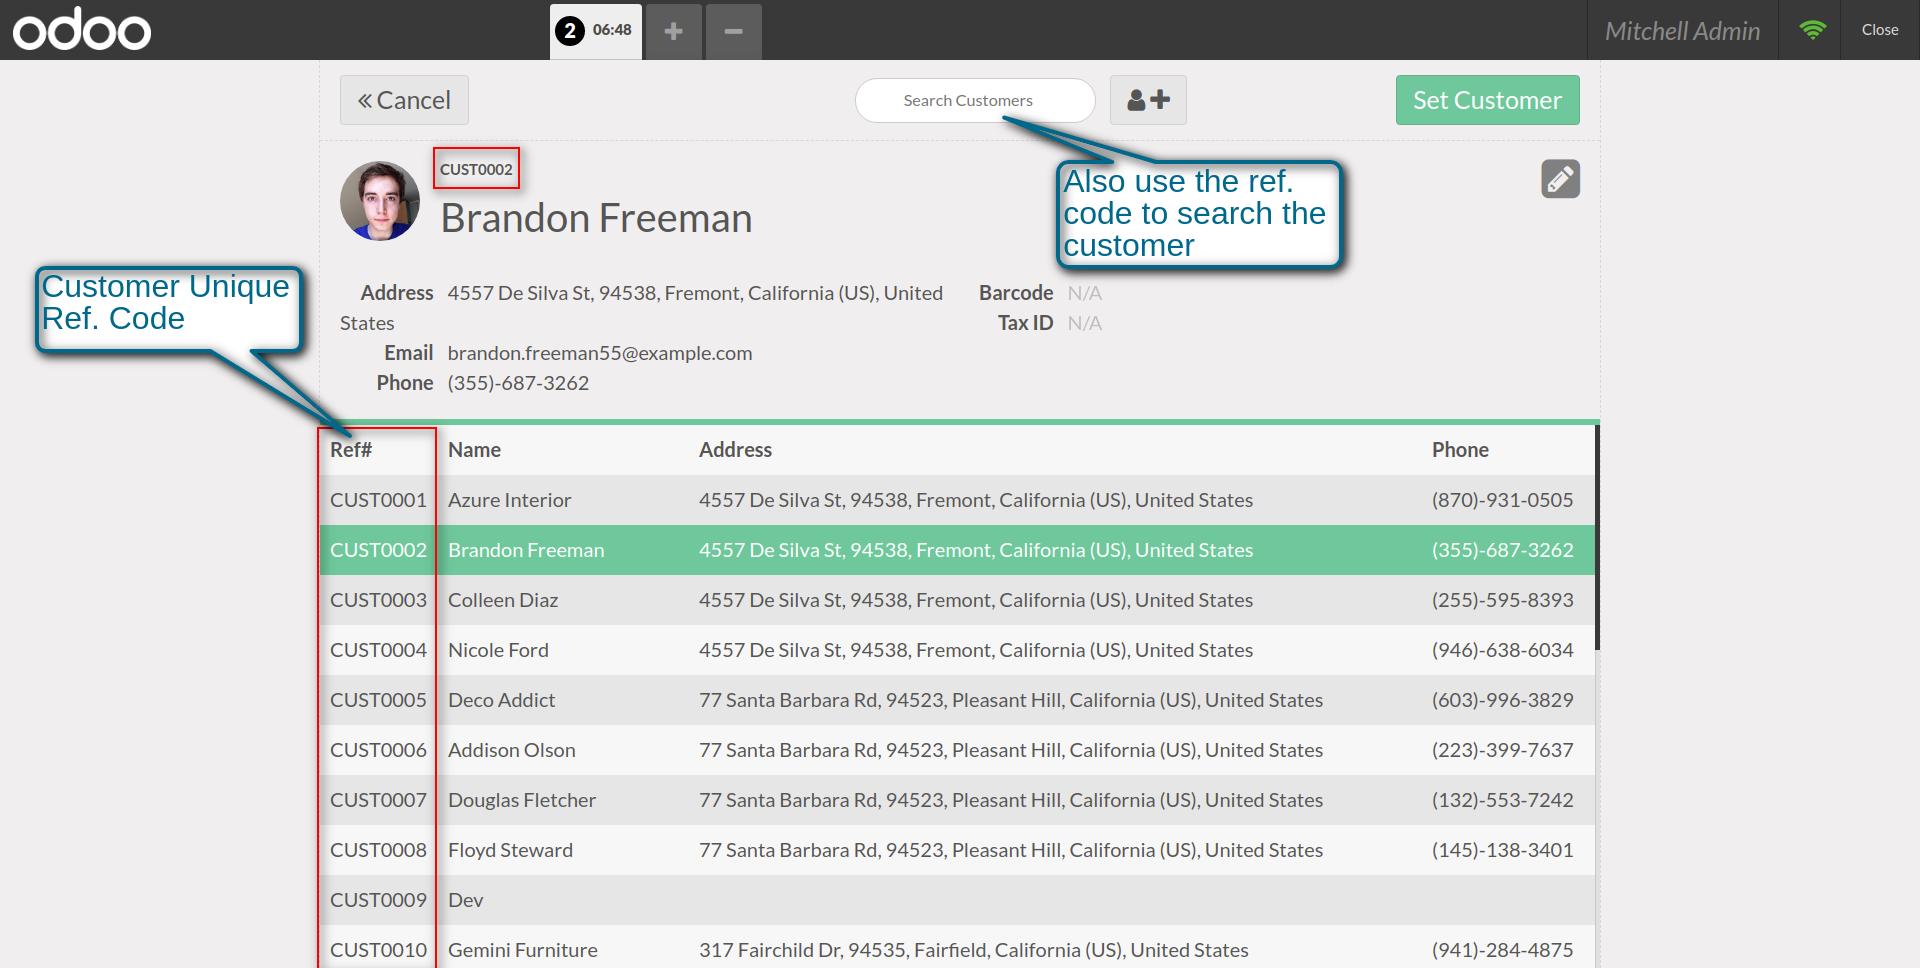 odoo
2 06:48
Mitchell Admin
Close
Cancel
Search Customers
Set Customer
CUST0002
Brandon Freeman
Also use the ref.
code to search the
customer
Customer Unique
Ref. Code
Address 4557 De Silva St, 94538, Fremont, California (US), United
States
Email brandon.freeman55@example.com
Phone (355)-687-3262
Barcode N/A
Tax ID N/A
Ref# Name Address Phone
CUST0001 Azure Interior 4557 De Silva St, 94538, Fremont, California (US), United States (870)-931-0505
CUST0002 Brandon Freeman 4557 De Silva St, 94538, Fremont, California (US), United States (355)-687-3262
CUST0003 Colleen Diaz 4557 De Silva St, 94538, Fremont, California (US), United States (255)-595-8393
CUST0004 Nicole Ford 4557 De Silva St, 94538, Fremont, California (US), United States (946)-638-6034
CUST0005 Deco Addict 77 Santa Barbara Rd, 94523, Pleasant Hill, California (US), United States (603)-996-3829
CUST0006 Addison Olson 77 Santa Barbara Rd, 94523, Pleasant Hill, California (US), United States (223)-399-7637
CUST0007 Douglas Fletcher 77 Santa Barbara Rd, 94523, Pleasant Hill, California (US), United States (132)-553-7242
CUST0008 Floyd Steward 77 Santa Barbara Rd, 94523, Pleasant Hill, California (US), United States (145)-138-3401
CUST0009 Dev
CUST0010 Gemini Furniture 317 Fairchild Dr, 94535, Fairfield, California (US), United States (941)-284-4875